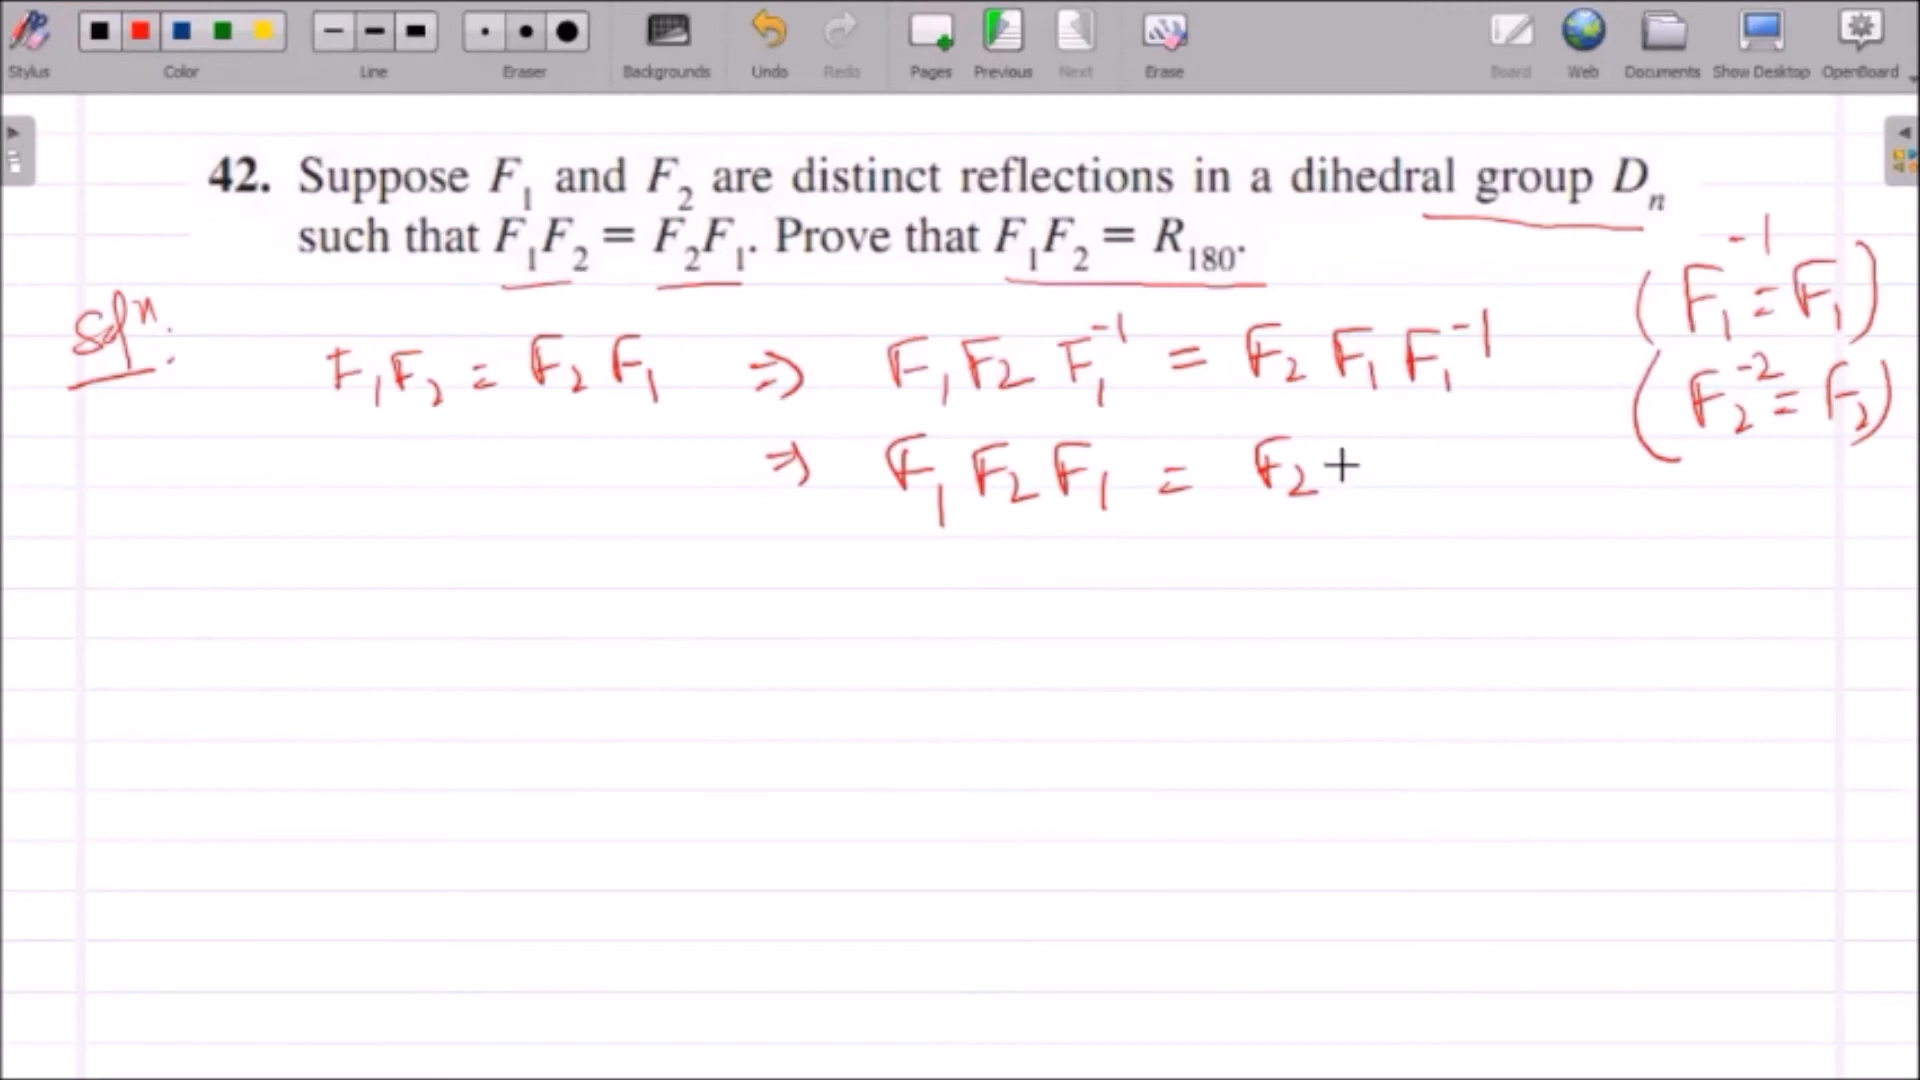 Stylus Color Line Eraser Backgrounds Undo Redo Pages Previous Next Erase Board Web Documents Show Desktop OpenBoard
42. Suppose F₁ and F₂ are distinct reflections in a dihedral group Dₙ
such that F₁F₂ = F₂F₁. Prove that F₁F₂ = R₁₈₀.
(F₁⁻¹ = F₁)
Solⁿ.
F₁F₂ = F₂F₁ ⇒ F₁F₂F₁⁻¹ = F₂F₁F₁⁻¹
(F₂⁻² = F₂)
⇒ F₁F₂F₁ = F₂